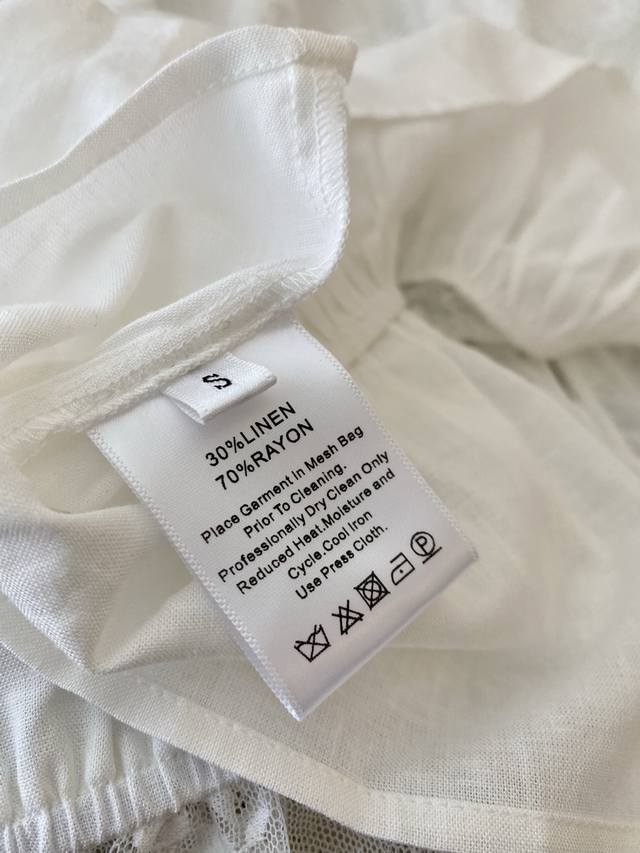 S
30%LINEN
70%RAYON
Place Garment In Mesh Bag
Prior To Cleaning.
Professionally Dry Clean Only
Reduced Heat.Moisture and
Cycle.Cool Iron
Use Press Cloth.
P